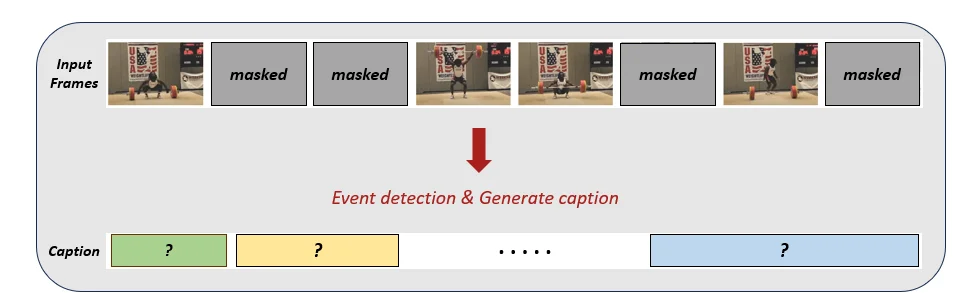 Input
Frames
masked
masked
masked
masked
Event detection & Generate caption
Caption
?
?
.....
?